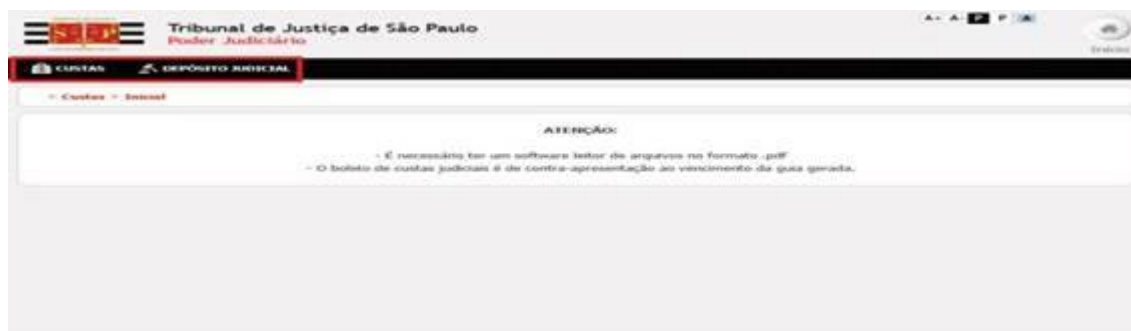 Tribunal de Justiça de São Paulo
Poder Judiciário
A+ A- P P A
Início
CUSTAS DEPÓSITO JUDICIAL
Custas > Inicial
ATENÇÃO:
- É necessário ter um software leitor de arquivos no formato .pdf
- O boleto de custas judiciais é de contra-apresentação ao vencimento da guia gerada.